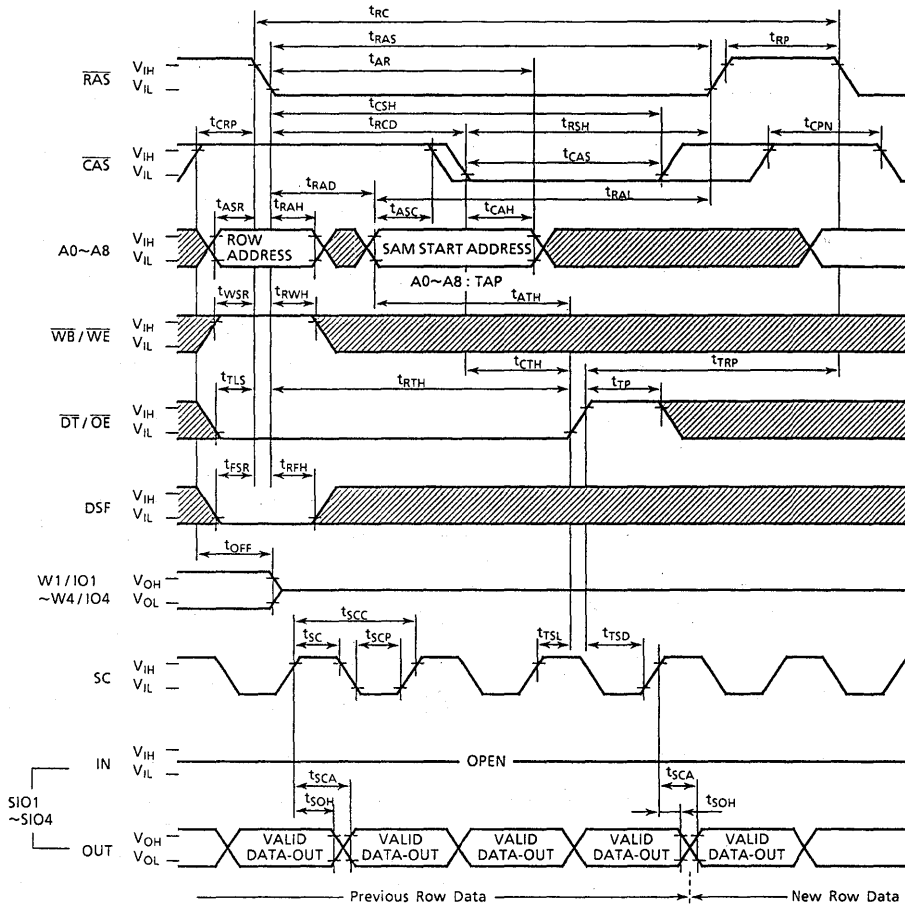 tRC
tRAS
tRP
RAS
VIH
VIL
tAR
tCSH
tCRP
tRCD
tRSH
tCPN
CAS
VIH
VIL
tCAS
tRAD
tRAL
tASR
tRAH
tASC
tCAH
A0~A8
VIH
VIL
ROW
ADDRESS
SAM START ADDRESS
A0~A8 : TAP
tATH
tWSR
tRWH
WB/WE
VIH
VIL
tCTH
tTRP
tTLS
tRTH
tTP
DT/OE
VIH
VIL
tFSR
tRFH
DSF
VIH
VIL
tOFF
W1/IO1
~W4/IO4
VOH
VOL
tSCC
tSC
tSCP
tTSL
tTSD
SC
VIH
VIL
IN
VIH
VIL
OPEN
tSCA
tSCA
SIO1
~SIO4
tSOH
tSOH
OUT
VOH
VOL
VALID
DATA-OUT
VALID
DATA-OUT
VALID
DATA-OUT
VALID
DATA-OUT
VALID
DATA-OUT
Previous Row Data
New Row Data